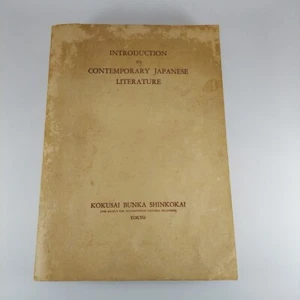 INTRODUCTION
TO
CONTEMPORARY JAPANESE
LITERATURE
KOKUSAI BUNKA SHINKOKAI
TOKYO